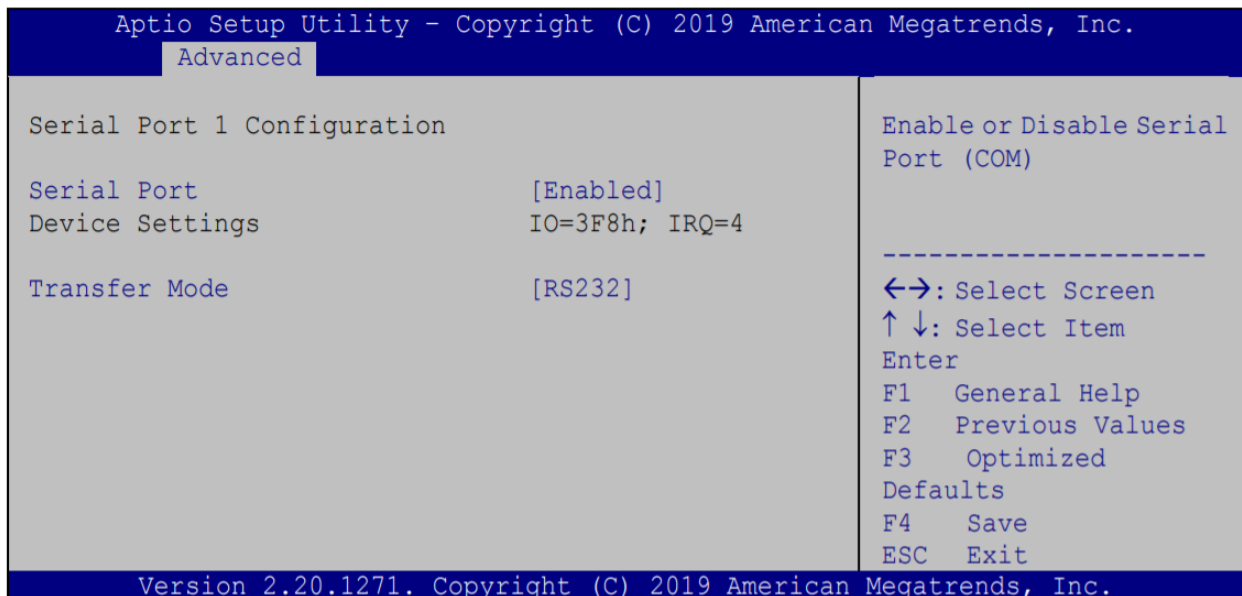 Aptio Setup Utility – Copyright (C) 2019 American Megatrends, Inc.
Advanced
Serial Port 1 Configuration
Serial Port [Enabled]
Device Settings IO=3F8h; IRQ=4
Transfer Mode [RS232]
Enable or Disable Serial
Port (COM)
----------------------
←→: Select Screen
↑ ↓: Select Item
Enter
F1 General Help
F2 Previous Values
F3 Optimized
Defaults
F4 Save
ESC Exit
Version 2.20.1271. Copyright (C) 2019 American Megatrends, Inc.